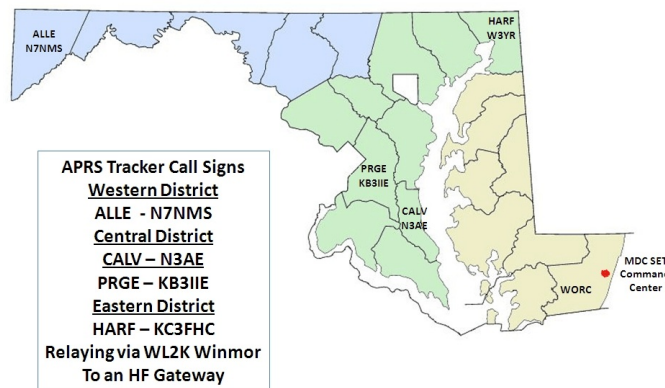 ALLE
N7NMS
HARF
W3YR
PRGE
KB3IIE
CALV
N3AE
MDC SET
Command
Center
WORC
APRS Tracker Call Signs
Western District
ALLE  - N7NMS
Central District
CALV – N3AE
PRGE – KB3IIE
Eastern District
HARF – KC3FHC
Relaying via WL2K Winmor
To an HF Gateway